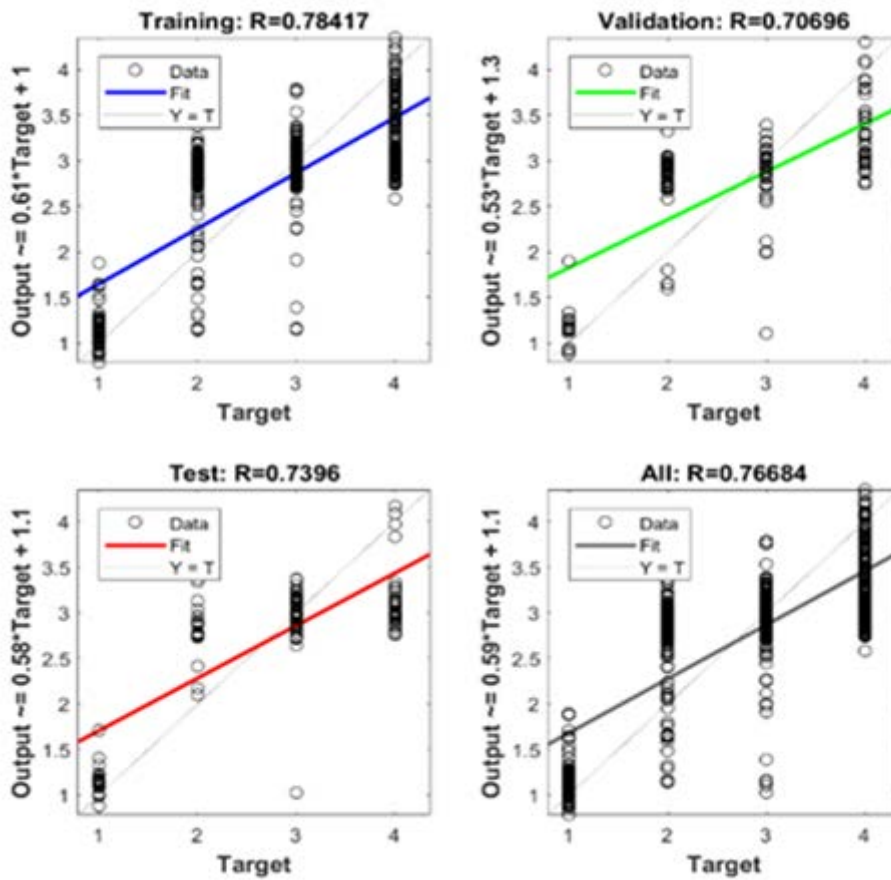 Training: R=0.78417
Output ~= 0.61*Target + 1
4
3.5
3
2.5
2
1.5
1
Data
Fit
Y = T
1 2 3 4
Target
Validation: R=0.70696
Output ~= 0.53*Target + 1.3
4
3.5
3
2.5
2
1.5
1
Data
Fit
Y = T
1 2 3 4
Target
Test: R=0.7396
Output ~= 0.58*Target + 1.1
4
3.5
3
2.5
2
1.5
1
Data
Fit
Y = T
1 2 3 4
Target
All: R=0.76684
Output ~= 0.59*Target + 1.1
4
3.5
3
2.5
2
1.5
1
Data
Fit
Y = T
1 2 3 4
Target